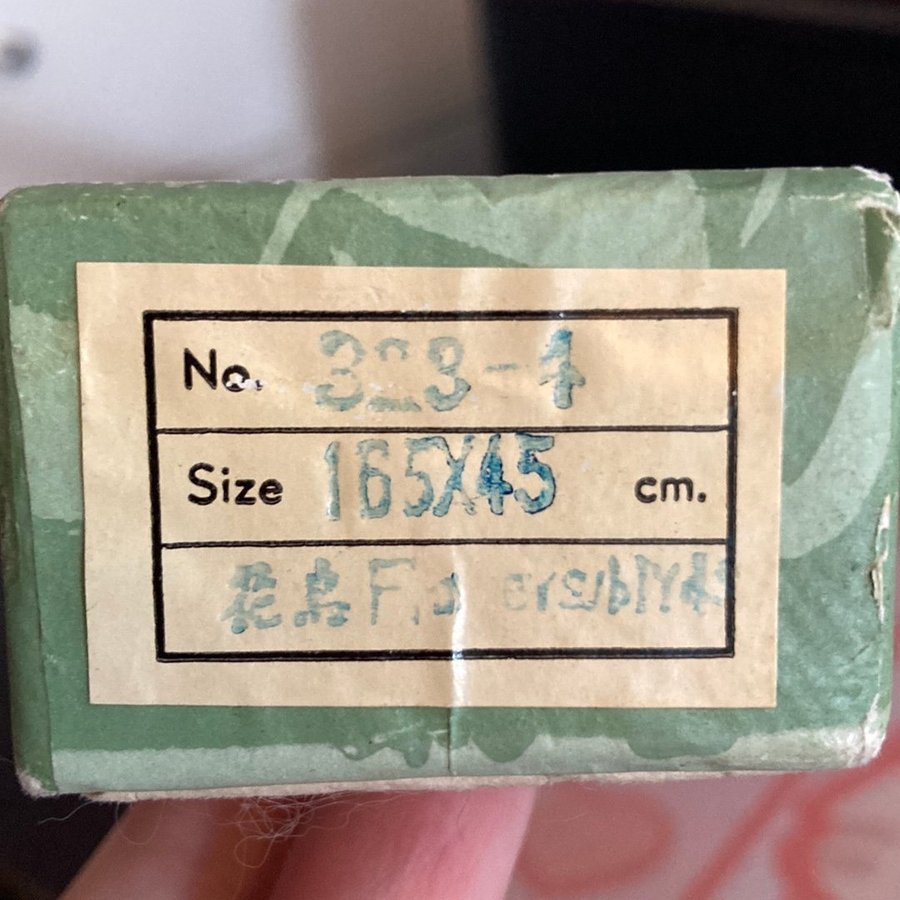 No. 323-4
Size 165X45 cm.
花鳥